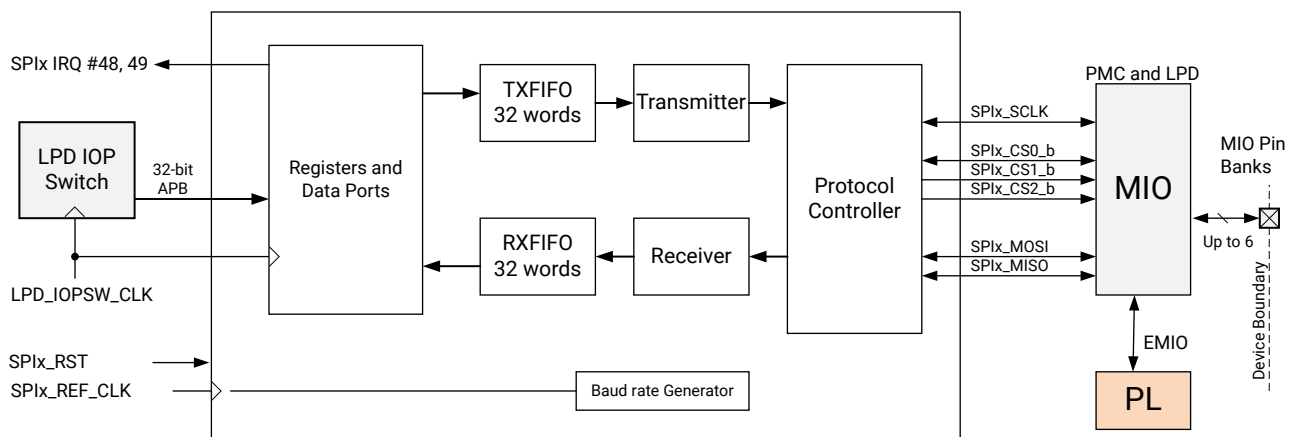 SPIx IRQ #48, 49
LPD IOP
Switch
32-bit
APB
LPD_IOPSW_CLK
SPIx_RST
SPIx_REF_CLK
Registers and
Data Ports
TXFIFO
32 words
Transmitter
RXFIFO
32 words
Receiver
Baud rate Generator
Protocol
Controller
SPIx_SCLK
SPIx_CS0_b
SPIx_CS1_b
SPIx_CS2_b
SPIx_MOSI
SPIx_MISO
PMC and LPD
MIO
EMIO
PL
MIO Pin
Banks
Up to 6
Device Boundary